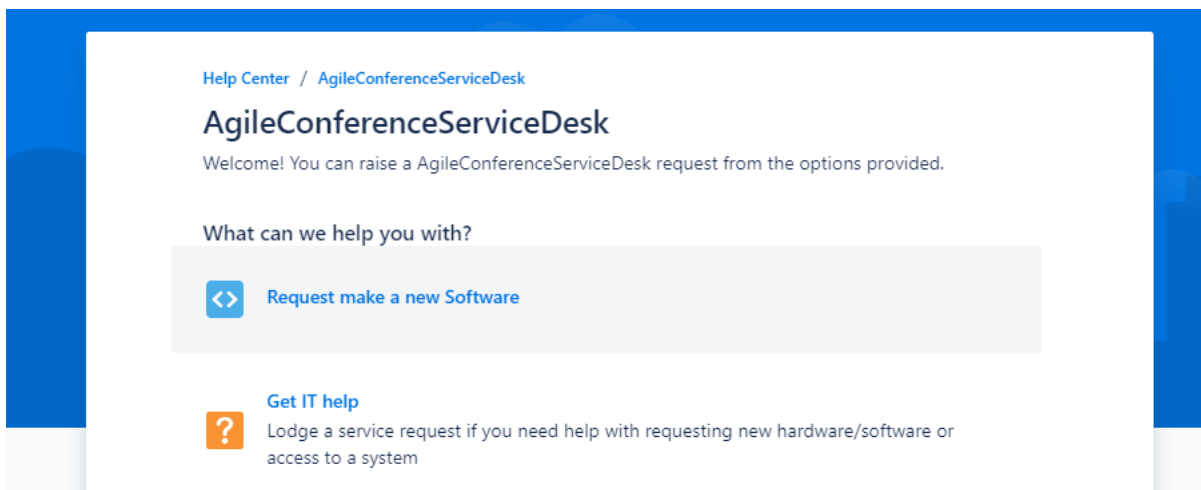 Help Center / AgileConferenceServiceDesk
AgileConferenceServiceDesk
Welcome! You can raise a AgileConferenceServiceDesk request from the options provided.
What can we help you with?
Request make a new Software
Get IT help
Lodge a service request if you need help with requesting new hardware/software or
access to a system